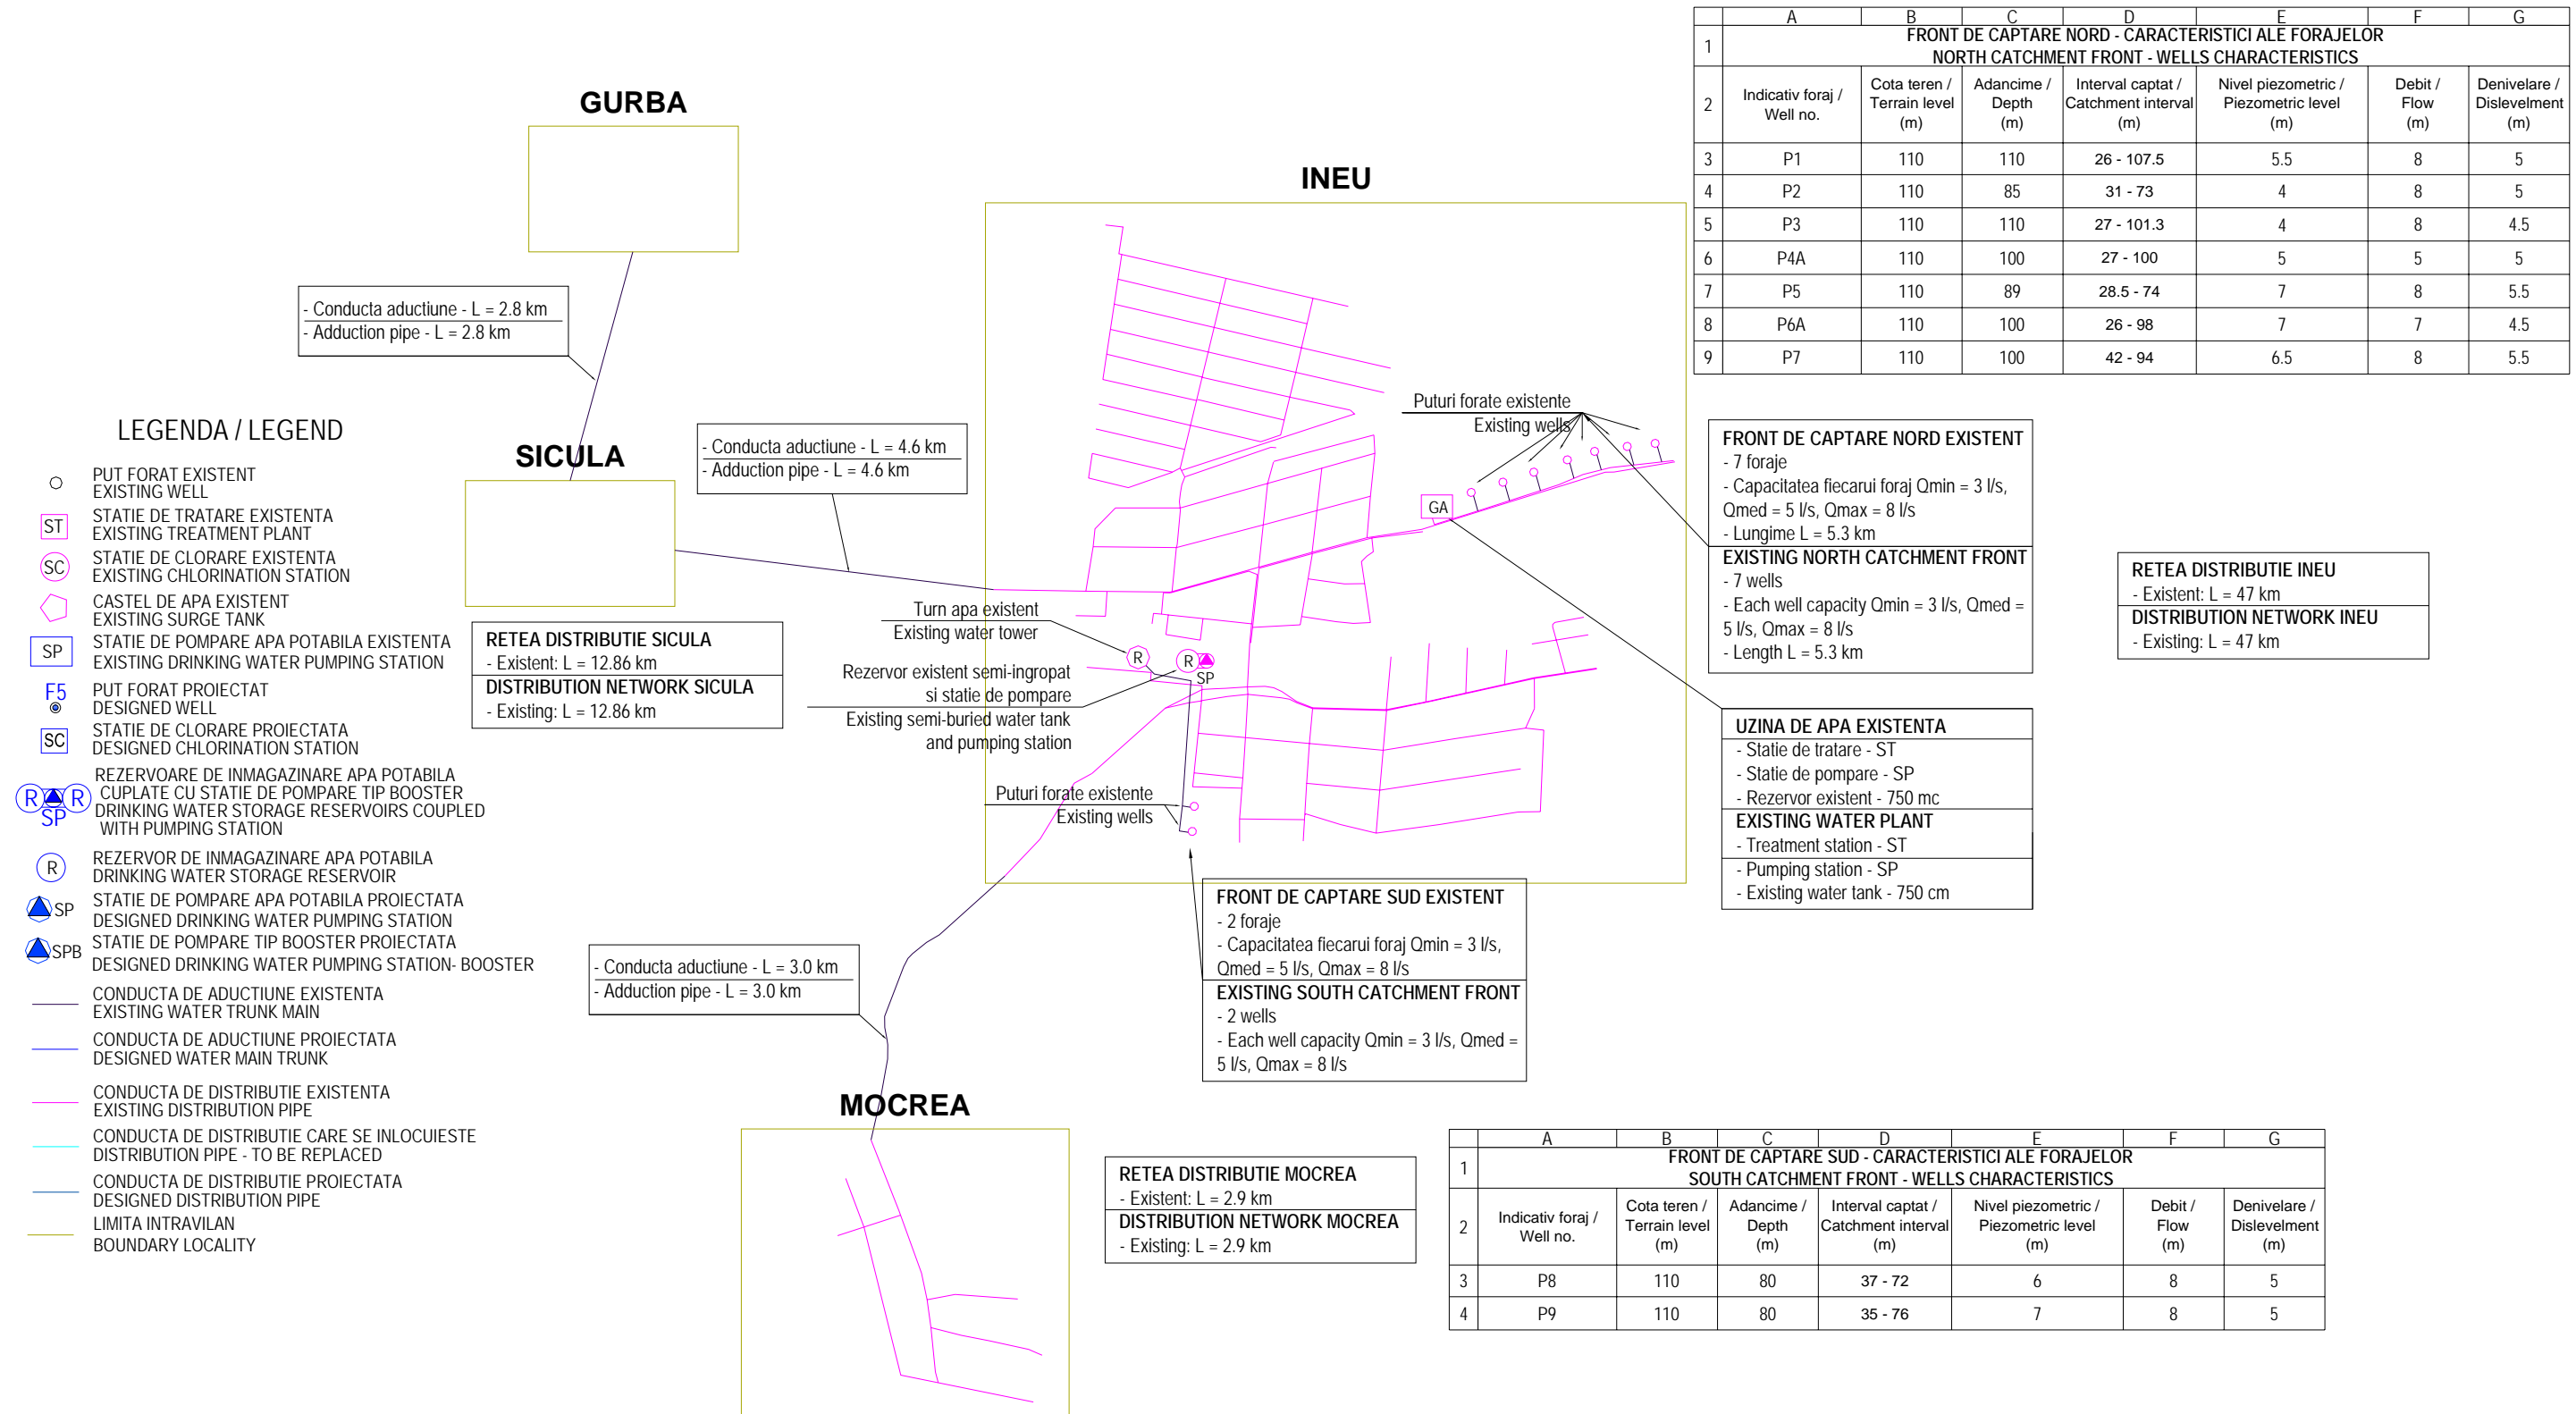 GURBA
- Conducta aductiune - L = 2.8 km
- Adduction pipe - L = 2.8 km
INEU
SICULA
- Conducta aductiune - L = 4.6 km
- Adduction pipe - L = 4.6 km
LEGENDA / LEGEND
PUT FORAT EXISTENT
EXISTING WELL
ST
STATIE DE TRATARE EXISTENTA
EXISTING TREATMENT PLANT
SC
STATIE DE CLORARE EXISTENTA
EXISTING CHLORINATION STATION
CASTEL DE APA EXISTENT
EXISTING SURGE TANK
SP
STATIE DE POMPARE APA POTABILA EXISTENTA
EXISTING DRINKING WATER PUMPING STATION
F5
PUT FORAT PROIECTAT
DESIGNED WELL
SC
STATIE DE CLORARE PROIECTATA
DESIGNED CHLORINATION STATION
R R
SP
REZERVOARE DE INMAGAZINARE APA POTABILA
CUPLATE CU STATIE DE POMPARE TIP BOOSTER
DRINKING WATER STORAGE RESERVOIRS COUPLED
WITH PUMPING STATION
R
REZERVOR DE INMAGAZINARE APA POTABILA
DRINKING WATER STORAGE RESERVOIR
SP
STATIE DE POMPARE APA POTABILA PROIECTATA
DESIGNED DRINKING WATER PUMPING STATION
SPB
STATIE DE POMPARE TIP BOOSTER PROIECTATA
DESIGNED DRINKING WATER PUMPING STATION- BOOSTER
CONDUCTA DE ADUCTIUNE EXISTENTA
EXISTING WATER TRUNK MAIN
CONDUCTA DE ADUCTIUNE PROIECTATA
DESIGNED WATER MAIN TRUNK
CONDUCTA DE DISTRIBUTIE EXISTENTA
EXISTING DISTRIBUTION PIPE
CONDUCTA DE DISTRIBUTIE CARE SE INLOCUIESTE
DISTRIBUTION PIPE - TO BE REPLACED
CONDUCTA DE DISTRIBUTIE PROIECTATA
DESIGNED DISTRIBUTION PIPE
LIMITA INTRAVILAN
BOUNDARY LOCALITY
RETEA DISTRIBUTIE SICULA
- Existent: L = 12.86 km
DISTRIBUTION NETWORK SICULA
- Existing: L = 12.86 km
Turn apa existent
Existing water tower
Rezervor existent semi-ingropat
si statie de pompare
Existing semi-buried water tank
and pumping station
R
R
SP
Puturi forate existente
Existing wells
Puturi forate existente
Existing wells
GA
A B C D E F G
1 FRONT DE CAPTARE NORD - CARACTERISTICI ALE FORAJELOR
NORTH CATCHMENT FRONT - WELLS CHARACTERISTICS
2 Indicativ foraj / Well no. Cota teren / Terrain level (m) Adancime / Depth (m) Interval captat / Catchment interval (m) Nivel piezometric / Piezometric level (m) Debit / Flow (m) Denivelare / Dislevelment (m)
3 P1 110 110 26 - 107.5 5.5 8 5
4 P2 110 85 31 - 73 4 8 5
5 P3 110 110 27 - 101.3 4 8 4.5
6 P4A 110 100 27 - 100 5 5 5
7 P5 110 89 28.5 - 74 7 8 5.5
8 P6A 110 100 26 - 98 7 7 4.5
9 P7 110 100 42 - 94 6.5 8 5.5
FRONT DE CAPTARE NORD EXISTENT
- 7 foraje
- Capacitatea fiecarui foraj Qmin = 3 l/s,
Qmed = 5 l/s, Qmax = 8 l/s
- Lungime L = 5.3 km
EXISTING NORTH CATCHMENT FRONT
- 7 wells
- Each well capacity Qmin = 3 l/s, Qmed =
5 l/s, Qmax = 8 l/s
- Length L = 5.3 km
RETEA DISTRIBUTIE INEU
- Existent: L = 47 km
DISTRIBUTION NETWORK INEU
- Existing: L = 47 km
UZINA DE APA EXISTENTA
- Statie de tratare - ST
- Statie de pompare - SP
- Rezervor existent - 750 mc
EXISTING WATER PLANT
- Treatment station - ST
- Pumping station - SP
- Existing water tank - 750 cm
FRONT DE CAPTARE SUD EXISTENT
- 2 foraje
- Capacitatea fiecarui foraj Qmin = 3 l/s,
Qmed = 5 l/s, Qmax = 8 l/s
EXISTING SOUTH CATCHMENT FRONT
- 2 wells
- Each well capacity Qmin = 3 l/s, Qmed =
5 l/s, Qmax = 8 l/s
- Conducta aductiune - L = 3.0 km
- Adduction pipe - L = 3.0 km
MOCREA
RETEA DISTRIBUTIE MOCREA
- Existent: L = 2.9 km
DISTRIBUTION NETWORK MOCREA
- Existing: L = 2.9 km
A B C D E F G
1 FRONT DE CAPTARE SUD - CARACTERISTICI ALE FORAJELOR
SOUTH CATCHMENT FRONT - WELLS CHARACTERISTICS
2 Indicativ foraj / Well no. Cota teren / Terrain level (m) Adancime / Depth (m) Interval captat / Catchment interval (m) Nivel piezometric / Piezometric level (m) Debit / Flow (m) Denivelare / Dislevelment (m)
3 P8 110 80 37 - 72 6 8 5
4 P9 110 80 35 - 76 7 8 5